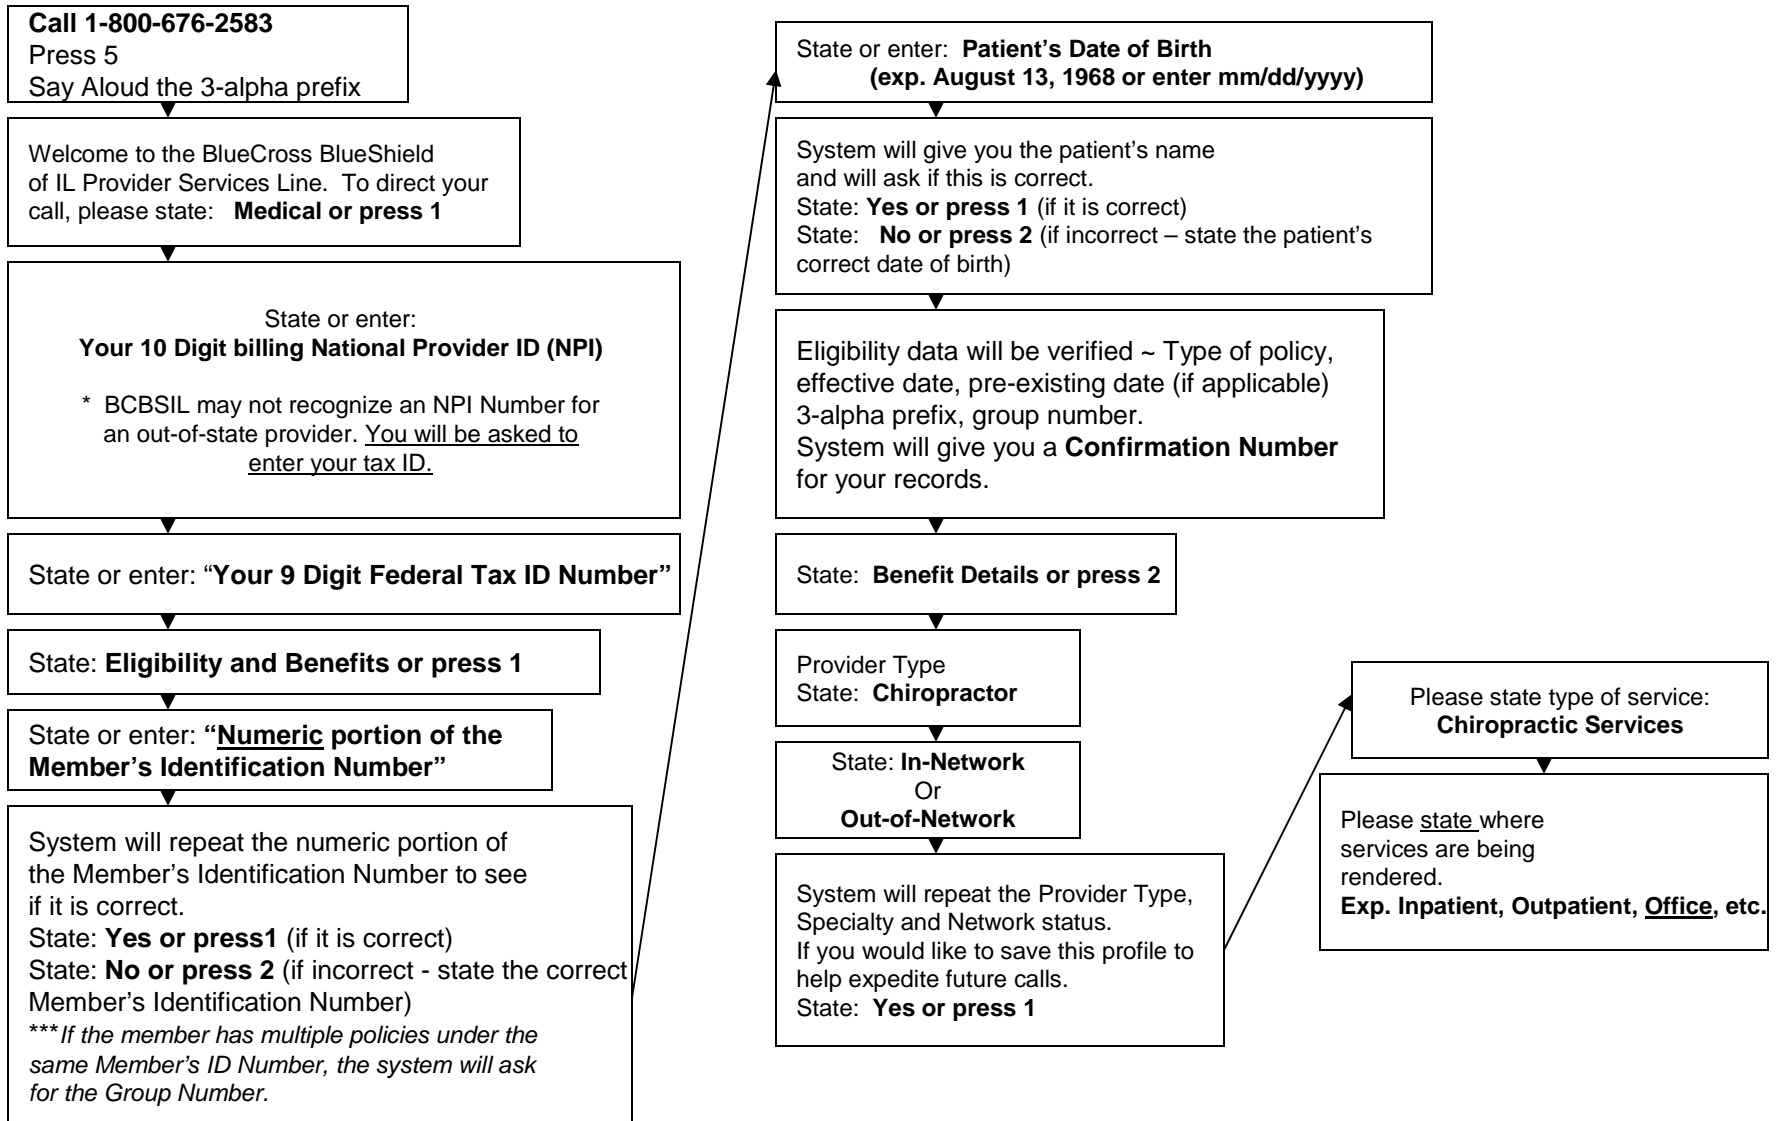 Call 1-800-676-2583
Press 5
Say Aloud the 3-alpha prefix
Welcome to the BlueCross BlueShield
of IL Provider Services Line.  To direct your
call, please state:   Medical or press 1
State or enter:
Your 10 Digit billing National Provider ID (NPI)
*  BCBSIL may not recognize an NPI Number for
an out-of-state provider. You will be asked to
enter your tax ID.
State or enter: “Your 9 Digit Federal Tax ID Number”
State: Eligibility and Benefits or press 1
State or enter: “Numeric portion of the
Member’s Identification Number”
System will repeat the numeric portion of
the Member’s Identification Number to see
if it is correct.
State: Yes or press1 (if it is correct)
State: No or press 2 (if incorrect - state the correct
Member’s Identification Number)
***If the member has multiple policies under the
same Member’s ID Number, the system will ask
for the Group Number.
State or enter:  Patient’s Date of Birth
(exp. August 13, 1968 or enter mm/dd/yyyy)
System will give you the patient’s name
and will ask if this is correct.
State: Yes or press 1 (if it is correct)
State:   No or press 2 (if incorrect – state the patient’s
correct date of birth)
Eligibility data will be verified ~ Type of policy,
effective date, pre-existing date (if applicable)
3-alpha prefix, group number.
System will give you a Confirmation Number
for your records.
State:  Benefit Details or press 2
Provider Type
State:  Chiropractor
State: In-Network
Or
Out-of-Network
System will repeat the Provider Type,
Specialty and Network status.
If you would like to save this profile to
help expedite future calls.
State:  Yes or press 1
Please state type of service:
Chiropractic Services
Please state where
services are being
rendered.
Exp. Inpatient, Outpatient, Office, etc.